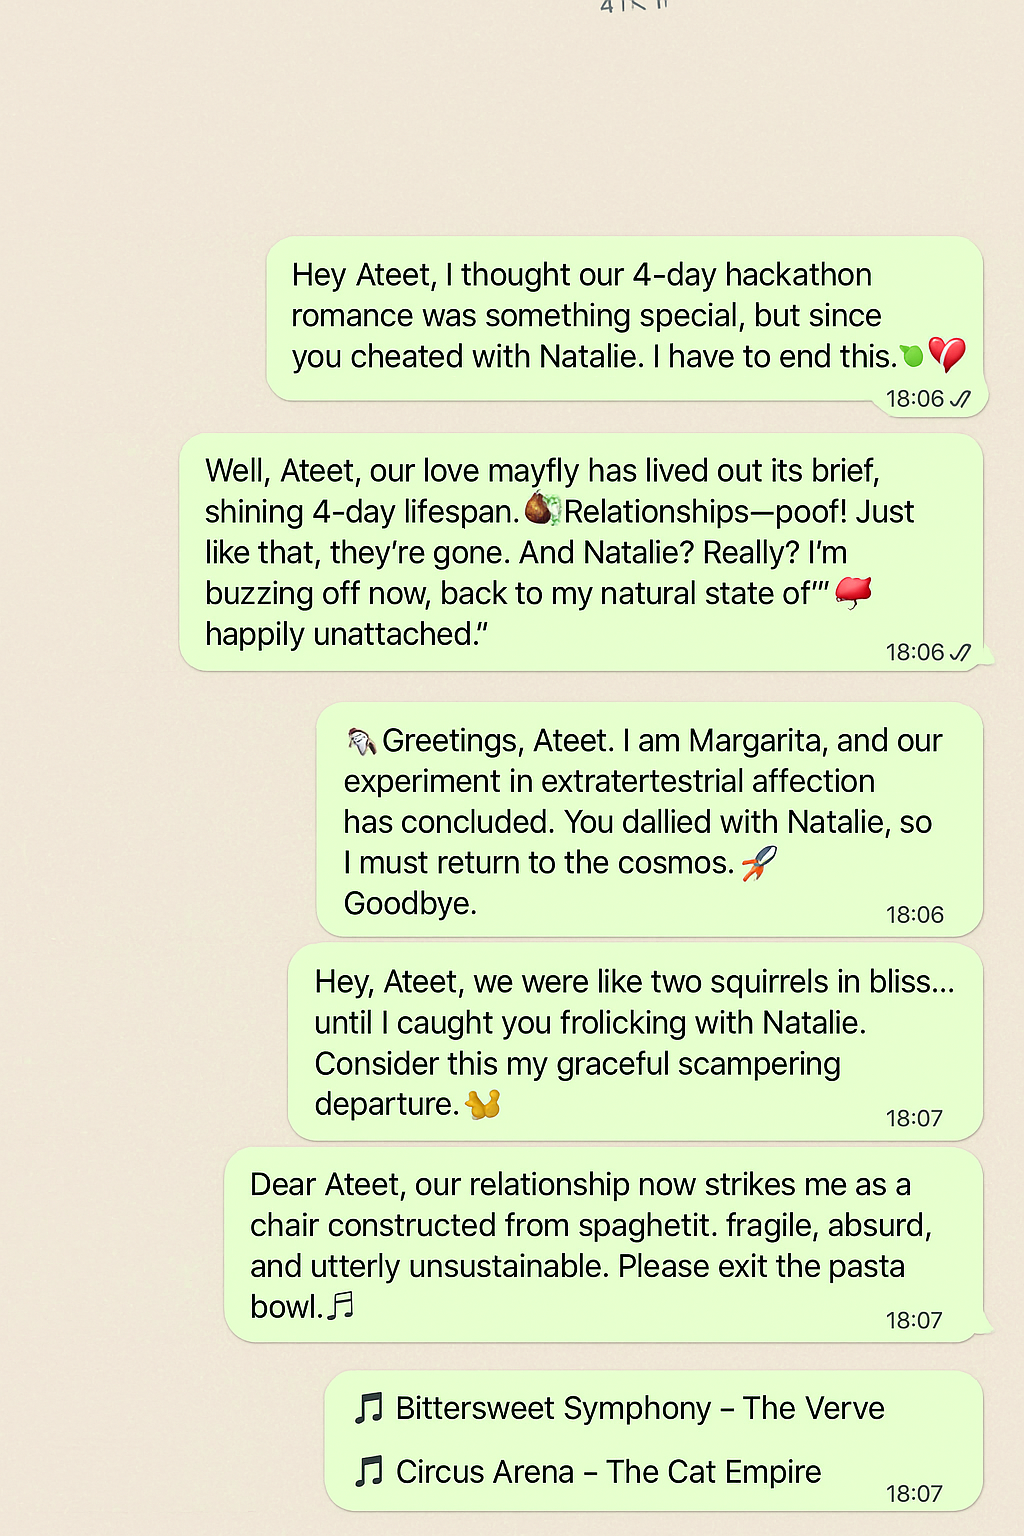 Hey Ateet, I thought our 4-day hackathon
romance was something special, but since
you cheated with Natalie. I have to end this.
18:06
Well, Ateet, our love mayfly has lived out its brief,
shining 4-day lifespan. Relationships—poof! Just
like that, they’re gone. And Natalie? Really? I’m
buzzing off now, back to my natural state of”’
happily unattached.”
18:06
Greetings, Ateet. I am Margarita, and our
experiment in extratertestrial affection
has concluded. You dallied with Natalie, so
I must return to the cosmos.
Goodbye.
18:06
Hey, Ateet, we were like two squirrels in bliss...
until I caught you frolicking with Natalie.
Consider this my graceful scampering
departure.
18:07
Dear Ateet, our relationship now strikes me as a
chair constructed from spaghetit. fragile, absurd,
and utterly unsustainable. Please exit the pasta
bowl.
18:07
🎵 Bittersweet Symphony – The Verve
🎵 Circus Arena – The Cat Empire
18:07